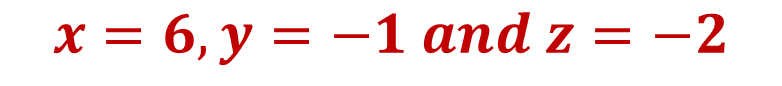 x = 6, y = −1 and z = −2